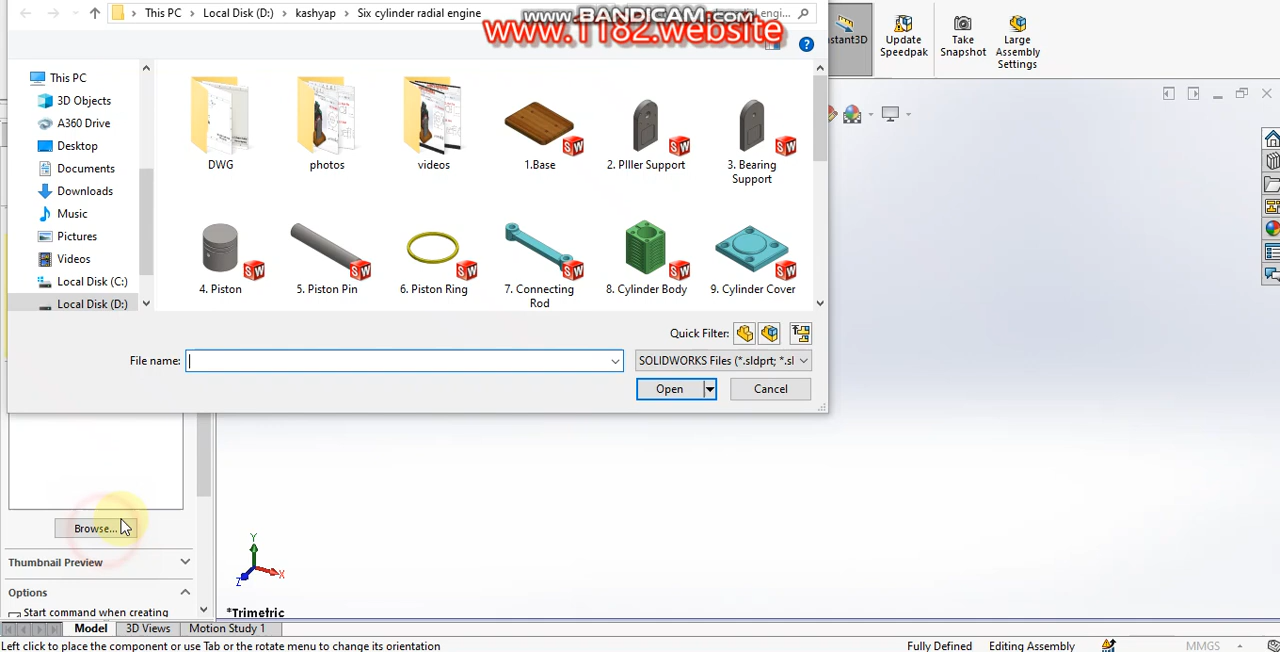 This PC > Local Disk (D:) > kashyap > Six cylinder radial engine
www.BANDICAM.com
www.1182.website
Instant3D
Update Speedpak
Take Snapshot
Large Assembly Settings
This PC
3D Objects
A360 Drive
Desktop
Documents
Downloads
Music
Pictures
Videos
Local Disk (C:)
Local Disk (D:)
DWG
photos
videos
1.Base
2. PIller Support
3. Bearing Support
4. Piston
5. Piston Pin
6. Piston Ring
7. Connecting Rod
8. Cylinder Body
9. Cylinder Cover
Quick Filter:
File name:
SOLIDWORKS Files (*.sldprt; *.sl
Open
Cancel
Browse...
Thumbnail Preview
Options
Start command when creating
Y
Z
X
*Trimetric
Model
3D Views
Motion Study 1
Left click to place the component or use Tab or the rotate menu to change its orientation
Fully Defined
Editing Assembly
MMGS